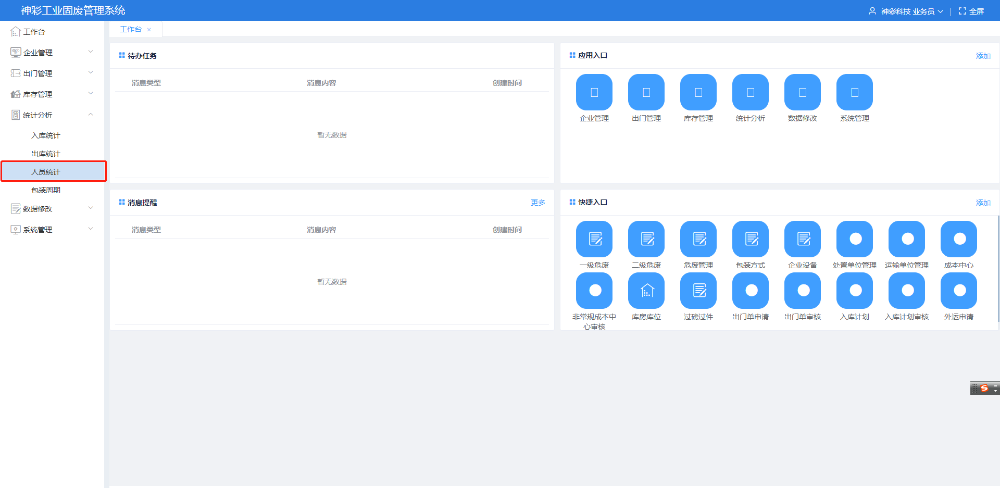 神彩工业固废管理系统
神彩科技 业务员
全屏
工作台
企业管理
出门管理
库存管理
统计分析
入库统计
出库统计
人员统计
包装周期
数据修改
系统管理
工作台
待办任务
消息类型 消息内容 创建时间
暂无数据
应用入口 添加
企业管理 出门管理 库存管理 统计分析 数据修改 系统管理
消息提醒 更多
消息类型 消息内容 创建时间
暂无数据
快捷入口 添加
一级危废 二级危废 危废管理 包装方式 企业设备 处置单位管理 运输单位管理 成本中心
非常规成本中心审核 库房库位 过磅过件 出门单申请 出门单审核 入库计划 入库计划审核 外运申请